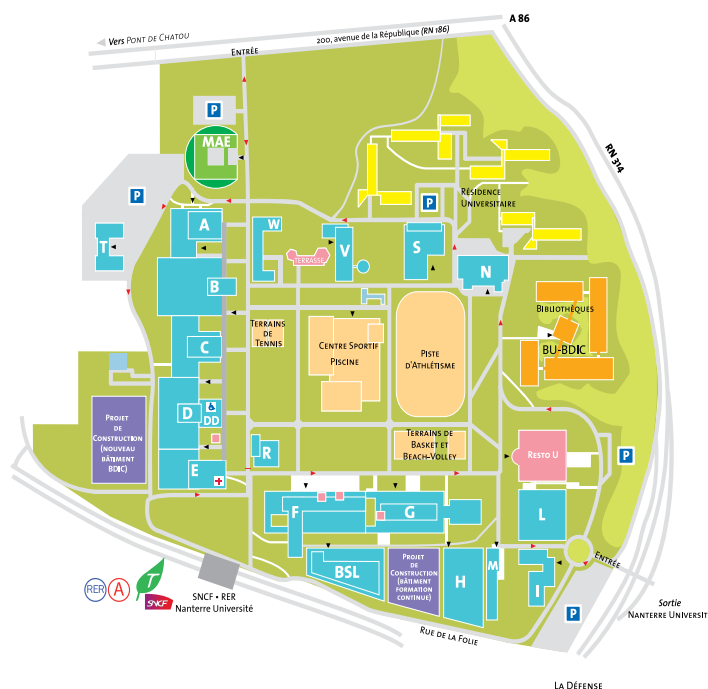 A 86
Vers PONT DE CHATOU
200, avenue de la République (RN 186)
ENTRÉE
P
MAE
RN 314
P
RÉSIDENCE
UNIVERSITAIRE
P
A
W
T
V
S
TERRASSE
N
B
BIBLIOTHÈQUES
TERRAINS
DE
TENNIS
CENTRE SPORTIF
PISCINE
PISTE
D'ATHLÉTISME
BU-BDIC
C
PROJET
DE
CONSTRUCTION
(NOUVEAU
BÂTIMENT
BDIC)
D
DD
TERRAINS DE
BASKET ET
BEACH-VOLLEY
R
RESTO U
P
E
F
G
L
BSL
PROJET
DE
CONSTRUCTION
(BÂTIMENT
FORMATION
CONTINUE)
H
M
I
ENTRÉE
RER
A
T
SNCF
SNCF • RER
Nanterre Université
P
Sortie
NANTERRE UNIVERSIT
RUE DE LA FOLIE
LA DÉFENSE